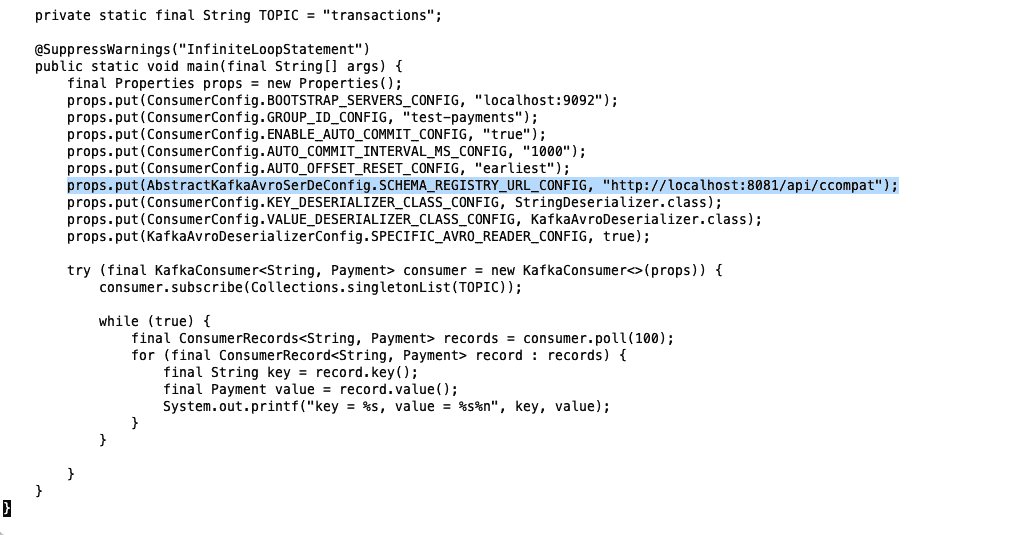 private static final String TOPIC = "transactions";
@SuppressWarnings("InfiniteLoopStatement")
public static void main(final String[] args) {
final Properties props = new Properties();
props.put(ConsumerConfig.BOOTSTRAP_SERVERS_CONFIG, "localhost:9092");
props.put(ConsumerConfig.GROUP_ID_CONFIG, "test-payments");
props.put(ConsumerConfig.ENABLE_AUTO_COMMIT_CONFIG, "true");
props.put(ConsumerConfig.AUTO_COMMIT_INTERVAL_MS_CONFIG, "1000");
props.put(ConsumerConfig.AUTO_OFFSET_RESET_CONFIG, "earliest");
props.put(AbstractKafkaAvroSerDeConfig.SCHEMA_REGISTRY_URL_CONFIG, "http://localhost:8081/api/ccompat");
props.put(ConsumerConfig.KEY_DESERIALIZER_CLASS_CONFIG, StringDeserializer.class);
props.put(ConsumerConfig.VALUE_DESERIALIZER_CLASS_CONFIG, KafkaAvroDeserializer.class);
props.put(KafkaAvroDeserializerConfig.SPECIFIC_AVRO_READER_CONFIG, true);
try (final KafkaConsumer<String, Payment> consumer = new KafkaConsumer<>(props)) {
consumer.subscribe(Collections.singletonList(TOPIC));
while (true) {
final ConsumerRecords<String, Payment> records = consumer.poll(100);
for (final ConsumerRecord<String, Payment> record : records) {
final String key = record.key();
final Payment value = record.value();
System.out.printf("key = %s, value = %s%n", key, value);
}
}
}
}
}